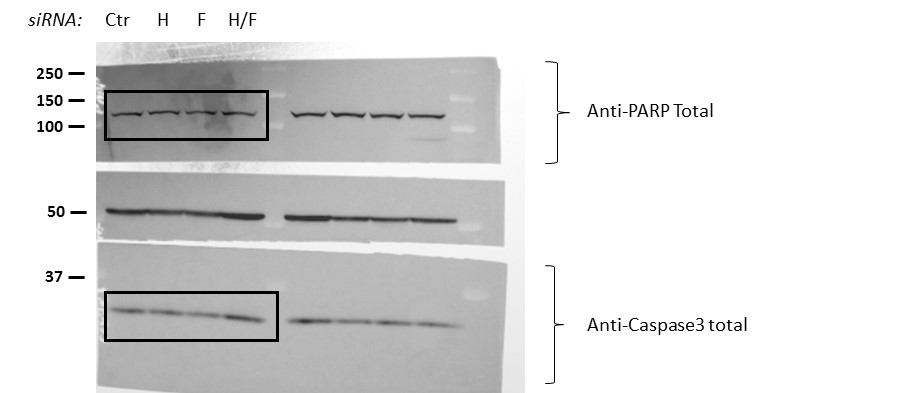 siRNA: Ctr H F H/F
250
150
100
Anti-PARP Total
50
37
Anti-Caspase3 total